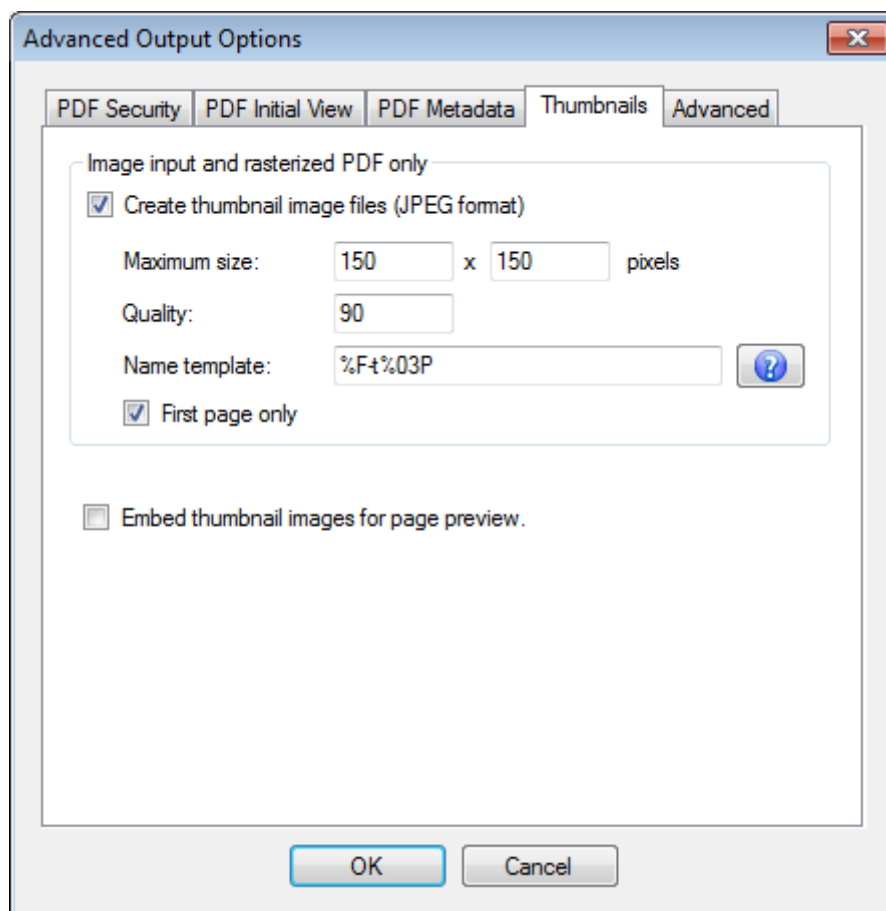 Advanced Output Options
PDF Security PDF Initial View PDF Metadata Thumbnails Advanced
Image input and rasterized PDF only
Create thumbnail image files (JPEG format)
Maximum size: 150 x 150 pixels
Quality: 90
Name template: %F-t%03P
First page only
Embed thumbnail images for page preview.
OK Cancel